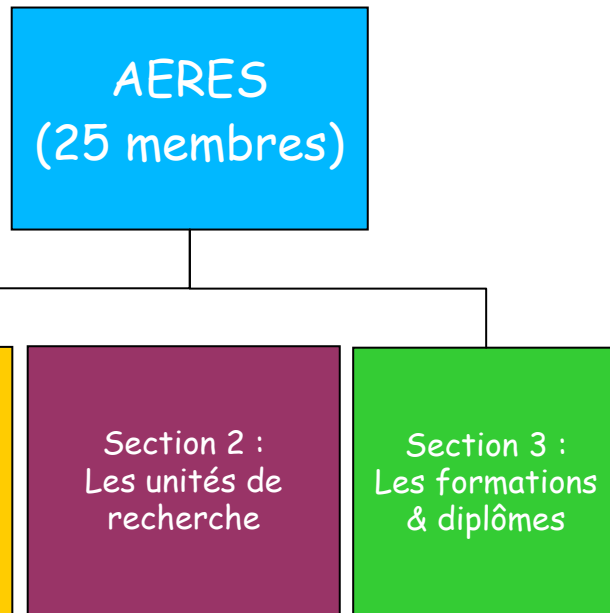 AERES
(25 membres)
Section 2 :
Les unités de
recherche
Section 3 :
Les formations
& diplômes